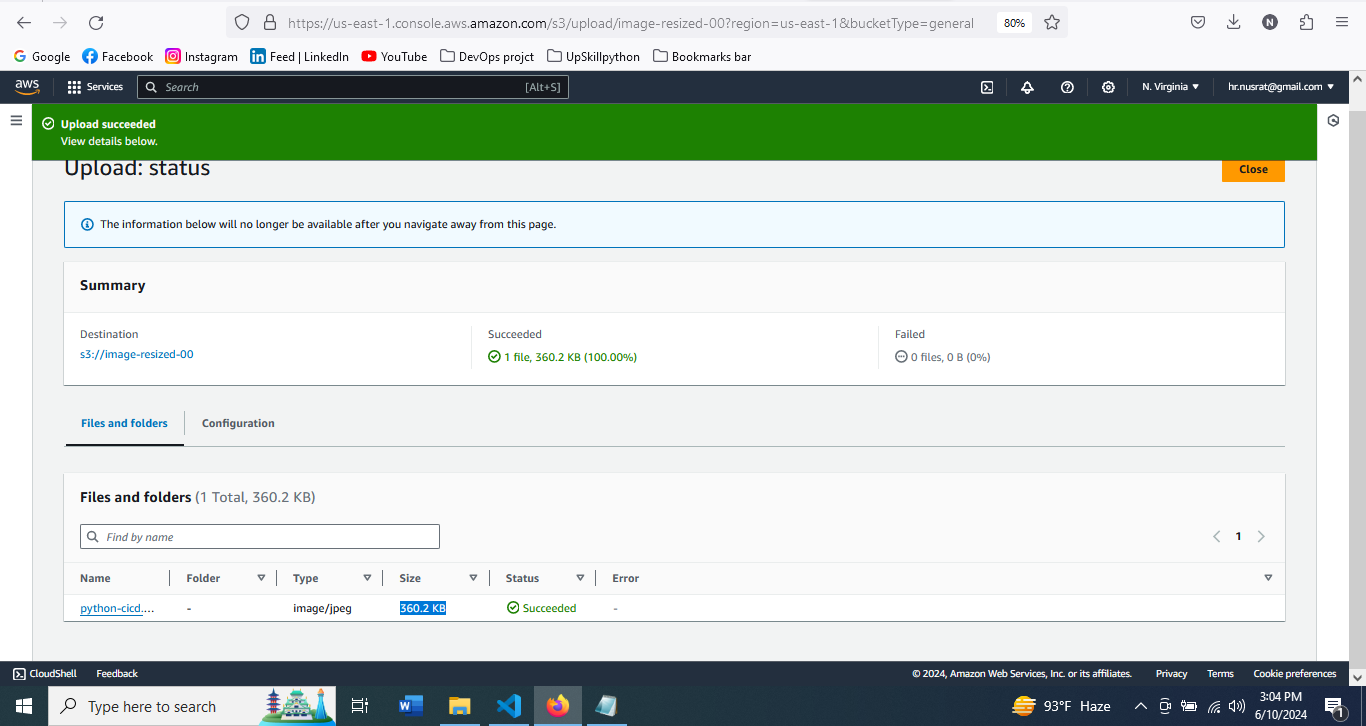 https://us-east-1.console.aws.amazon.com/s3/upload/image-resized-00?region=us-east-1&bucketType=general 80% N
Google Facebook Instagram Feed | LinkedIn YouTube DevOps projct UpSkillpython Bookmarks bar
aws Services Search [Alt+S] N. Virginia hr.nusrat@gmail.com
Upload succeeded
View details below.
Upload: status Close
The information below will no longer be available after you navigate away from this page.
Summary
Destination Succeeded Failed
s3://image-resized-00 1 file, 360.2 KB (100.00%) 0 files, 0 B (0%)
Files and folders Configuration
Files and folders (1 Total, 360.2 KB)
Find by name 1
Name Folder Type Size Status Error
python-cicd.... - image/jpeg 360.2 KB Succeeded -
CloudShell Feedback © 2024, Amazon Web Services, Inc. or its affiliates. Privacy Terms Cookie preferences
Type here to search 93°F Haze 3:04 PM
6/10/2024 1